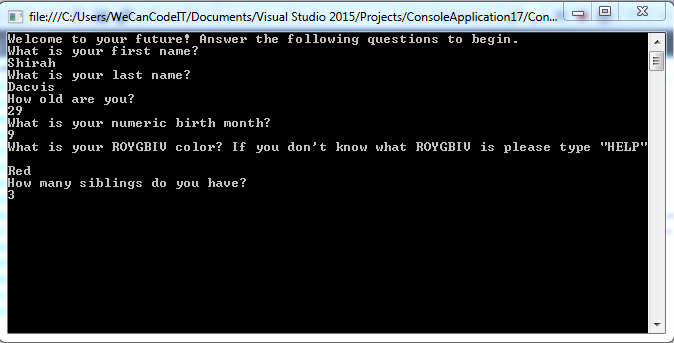 file:///C:/Users/WeCanCodeIT/Documents/Visual Studio 2015/Projects/ConsoleApplication17/Con...
Welcome to your future! Answer the following questions to begin.
What is your first name?
Shirah
What is your last name?
Dacvis
How old are you?
29
What is your numeric birth month?
9
What is your ROYGBIV color? If you don't know what ROYGBIV is please type "HELP"
Red
How many siblings do you have?
3